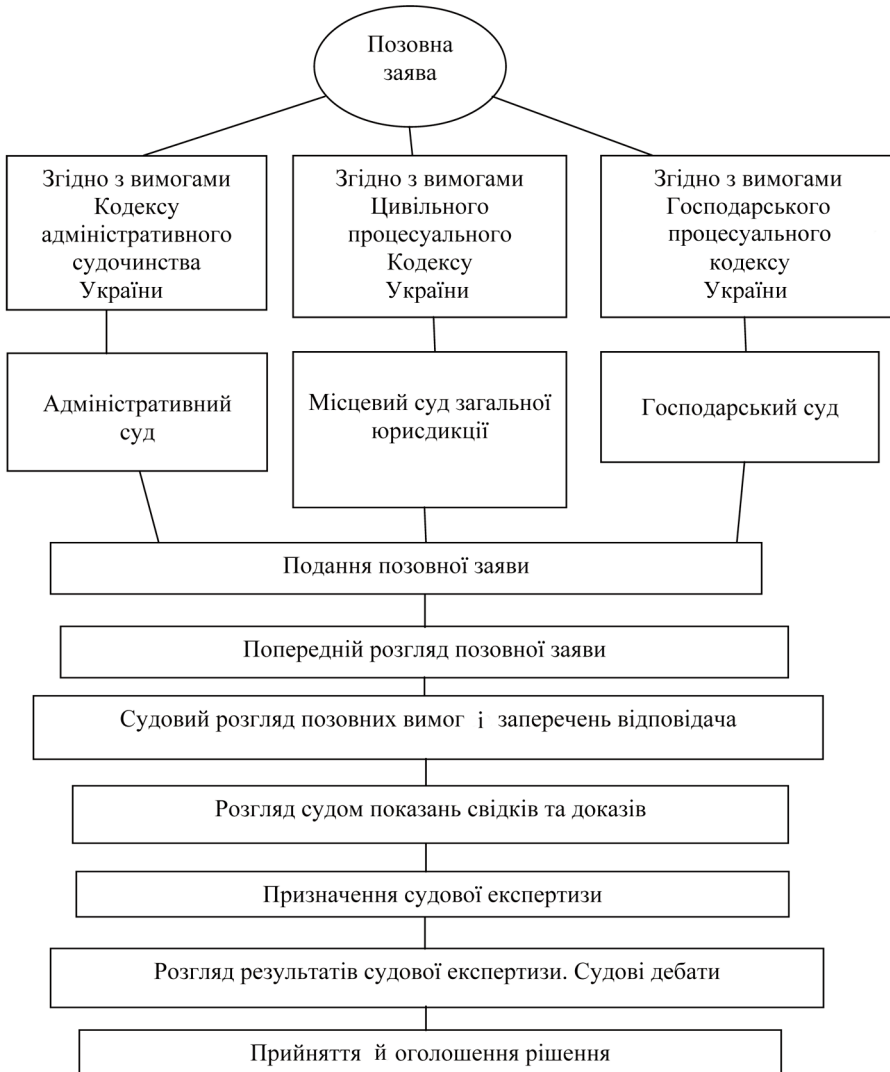 Позовна
заява
Згідно з вимогами
Кодексу
адміністративного
судочинства
України
Згідно з вимогами
Цивільного
процесуального
Кодексу
України
Згідно з вимогами
Господарського
процесуального
кодексу
України
Адміністративний
суд
Місцевий суд загальної
юрисдикції
Господарський суд
Подання позовної заяви
Попередній розгляд позовної заяви
Судовий розгляд позовних вимог і заперечень відповідача
Розгляд судом показань свідків та доказів
Призначення судової експертизи
Розгляд результатів судової експертизи. Судові дебати
Прийняття й оголошення рішення